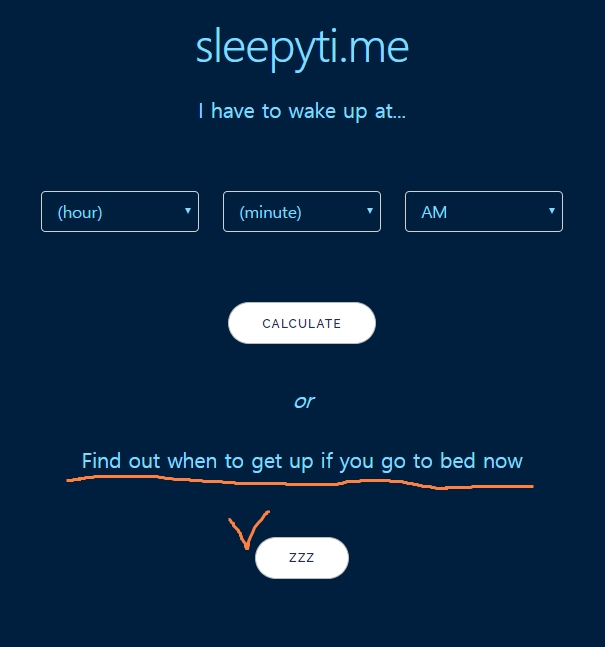 sleepyti.me
I have to wake up at...
(hour) (minute) AM
CALCULATE
or
Find out when to get up if you go to bed now
ZZZ